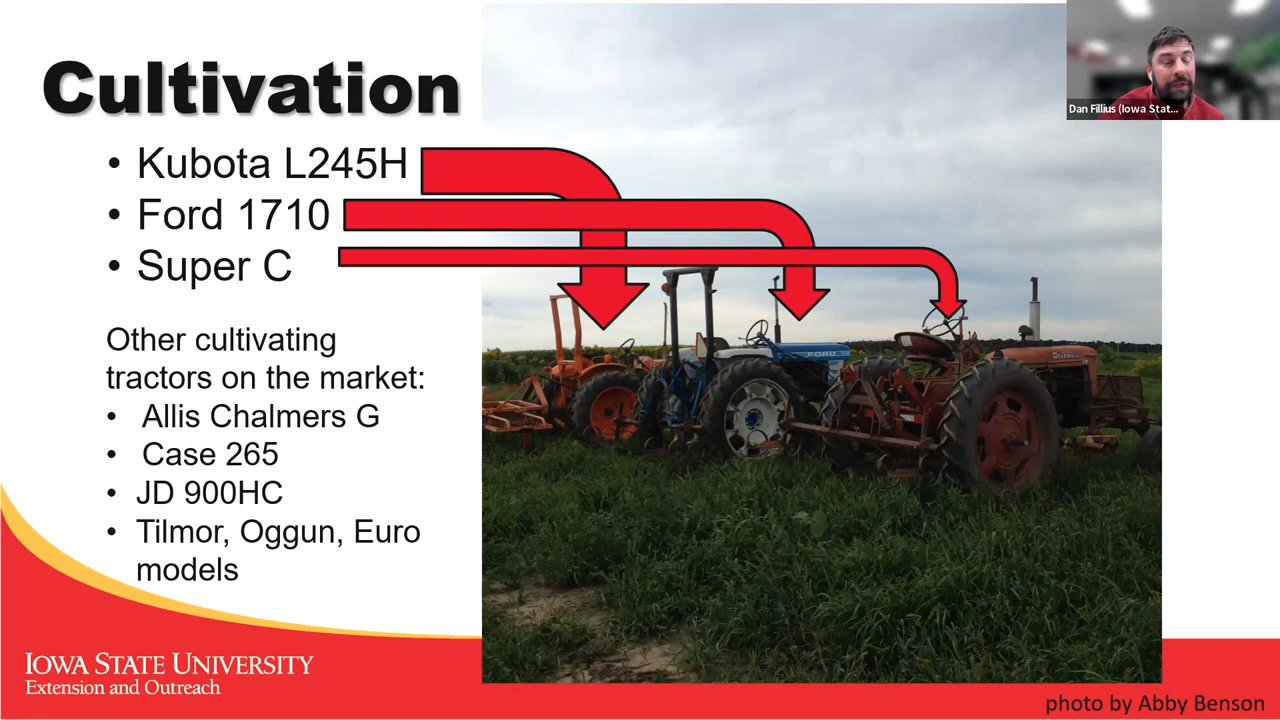 Cultivation
• Kubota L245H
• Ford 1710
• Super C
Other cultivating
tractors on the market:
• Allis Chalmers G
• Case 265
• JD 900HC
• Tilmor, Oggun, Euro
models
IOWA STATE UNIVERSITY
Extension and Outreach
Dan Fillius (Iowa Stat...
FORD
FARMALL
photo by Abby Benson